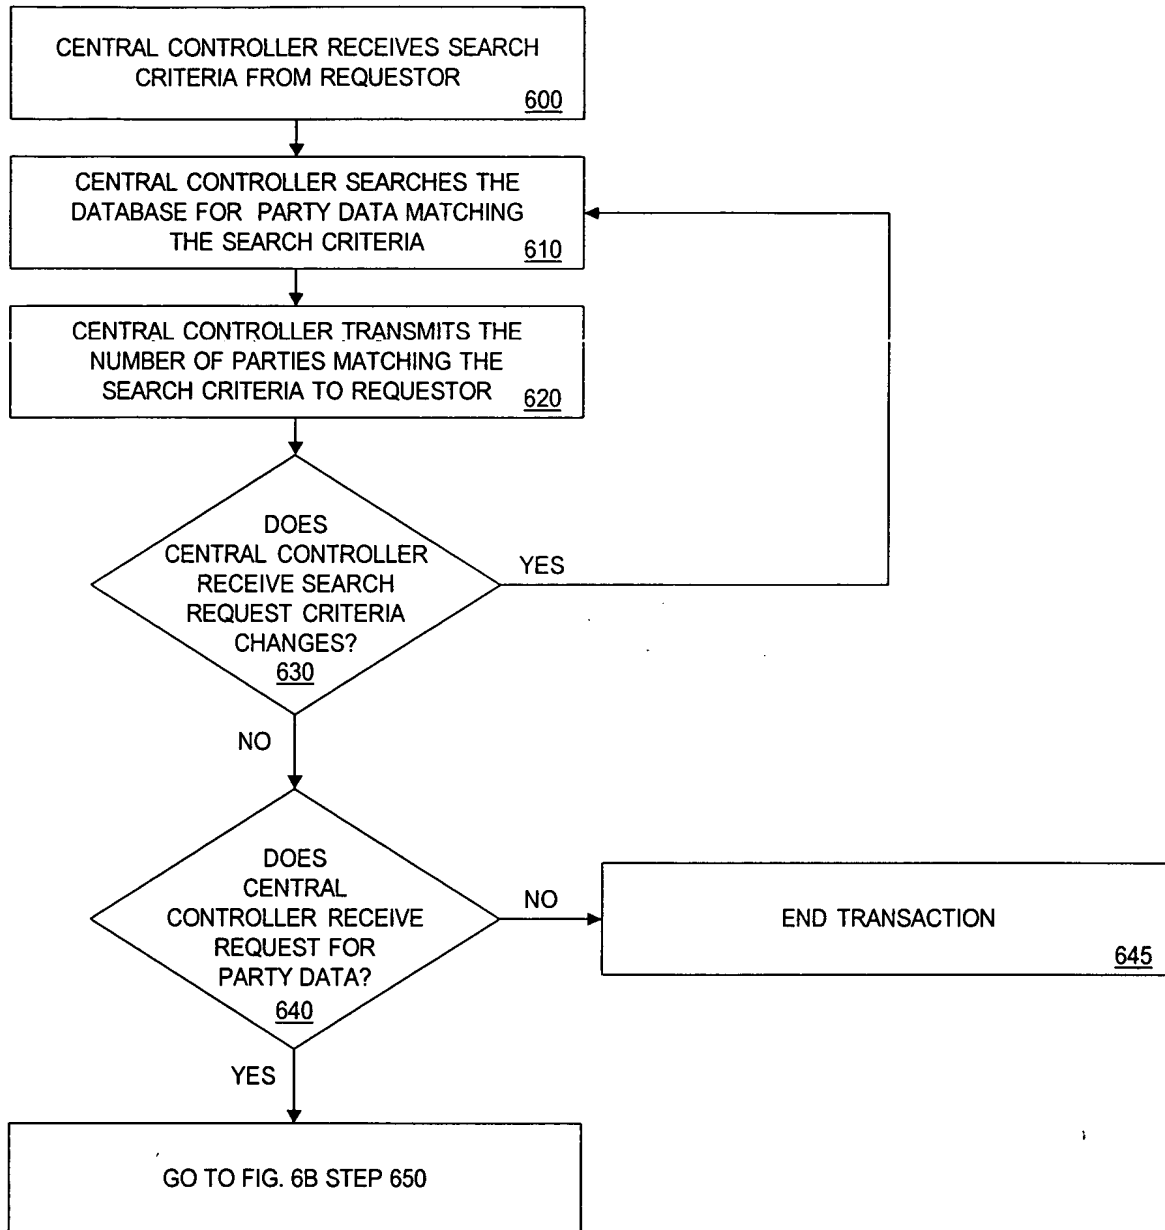 CENTRAL CONTROLLER RECEIVES SEARCH
CRITERIA FROM REQUESTOR
600
CENTRAL CONTROLLER SEARCHES THE
DATABASE FOR PARTY DATA MATCHING
THE SEARCH CRITERIA
610
CENTRAL CONTROLLER TRANSMITS THE
NUMBER OF PARTIES MATCHING THE
SEARCH CRITERIA TO REQUESTOR
620
DOES
CENTRAL CONTROLLER
RECEIVE SEARCH
REQUEST CRITERIA
CHANGES?
630
YES
NO
DOES
CENTRAL
CONTROLLER RECEIVE
REQUEST FOR
PARTY DATA?
640
NO
END TRANSACTION
645
YES
GO TO FIG. 6B STEP 650